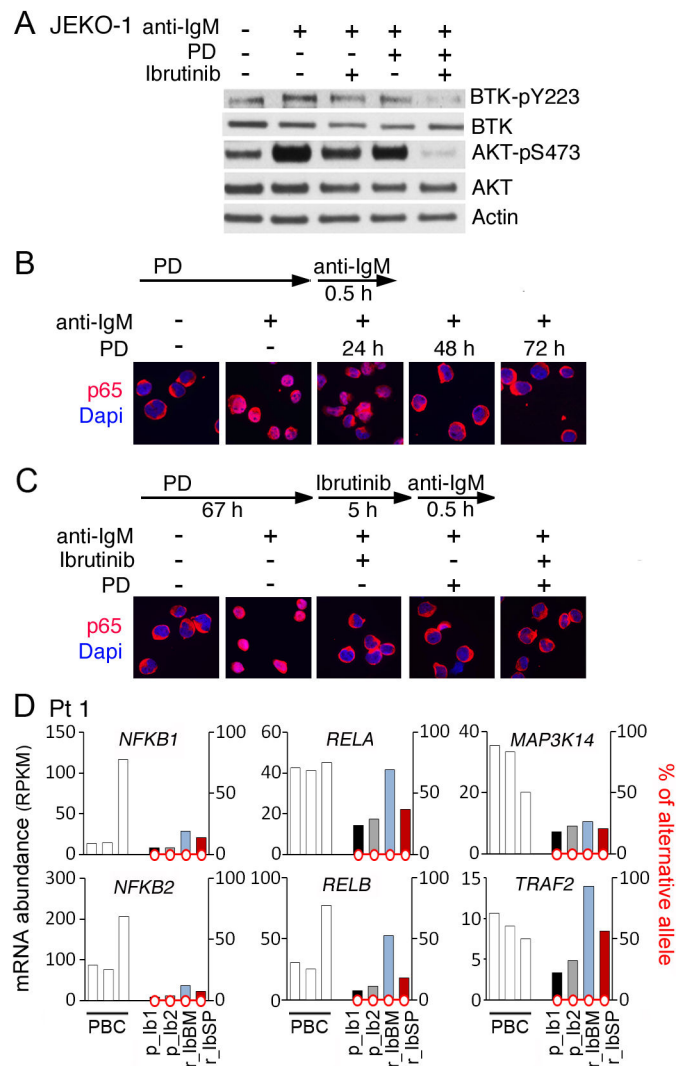 A JEKO-1 anti-IgM - + + + +
PD - - - + +
Ibrutinib - - + - +
BTK-pY223
BTK
AKT-pS473
AKT
Actin
B
PD anti-IgM
0.5 h
anti-IgM - + + + +
PD - - 24 h 48 h 72 h
p65
Dapi
C
PD Ibrutinib anti-IgM
67 h 5 h 0.5 h
anti-IgM - + + + +
Ibrutinib - - + - +
PD - - - + +
p65
Dapi
D Pt 1
mRNA abundance (RPKM)
% of alternative allele
NFKB1
150
100
50
0
100
50
0
RELA
60
40
20
0
100
50
0
MAP3K14
40
20
0
100
50
0
NFKB2
300
200
100
0
100
50
0
RELB
100
50
0
100
50
0
TRAF2
15
10
5
0
100
50
0
PBC
p_Ib1
p_Ib2
r_IbBM
r_IbSP
PBC
p_Ib1
p_Ib2
r_IbBM
r_IbSP
PBC
p_Ib1
p_Ib2
r_IbBM
r_IbSP